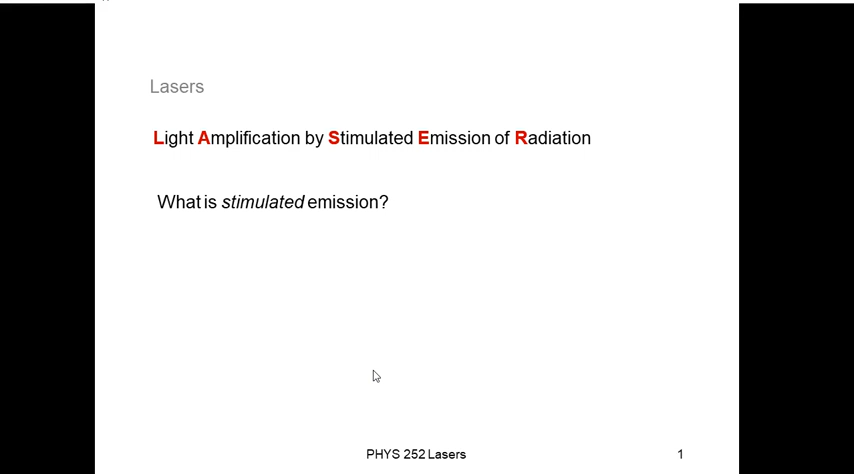 Lasers
Light Amplification by Stimulated Emission of Radiation
What is stimulated emission?
PHYS 252 Lasers
1